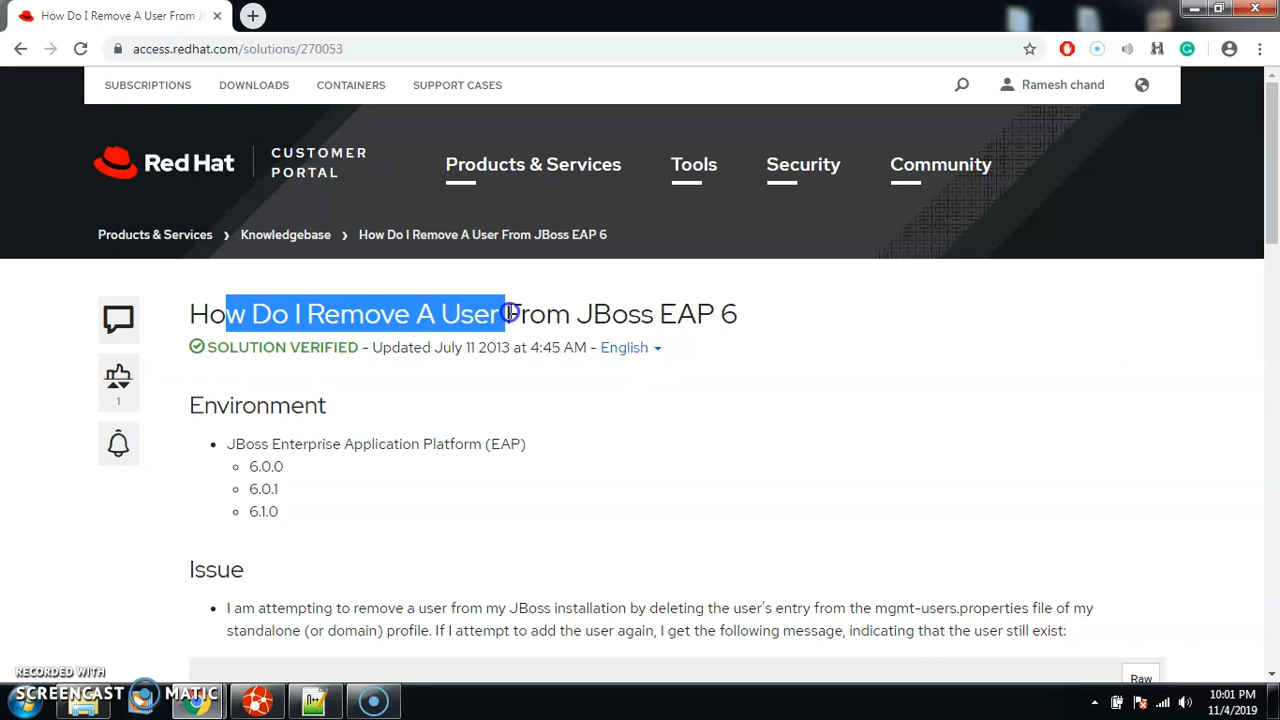 How Do I Remove A User From J
access.redhat.com/solutions/270053
SUBSCRIPTIONS DOWNLOADS CONTAINERS SUPPORT CASES Ramesh chand
Red Hat CUSTOMER PORTAL
Products & Services Tools Security Community
Products & Services › Knowledgebase › How Do I Remove A User From JBoss EAP 6
How Do I Remove A User From JBoss EAP 6
SOLUTION VERIFIED - Updated July 11 2013 at 4:45 AM - English
1
Environment
• JBoss Enterprise Application Platform (EAP)
○ 6.0.0
○ 6.0.1
○ 6.1.0
Issue
• I am attempting to remove a user from my JBoss installation by deleting the user's entry from the mgmt-users.properties file of my
standalone (or domain) profile. If I attempt to add the user again, I get the following message, indicating that the user still exist:
Raw
RECORDED WITH
SCREENCAST MATIC
10:01 PM
11/4/2019